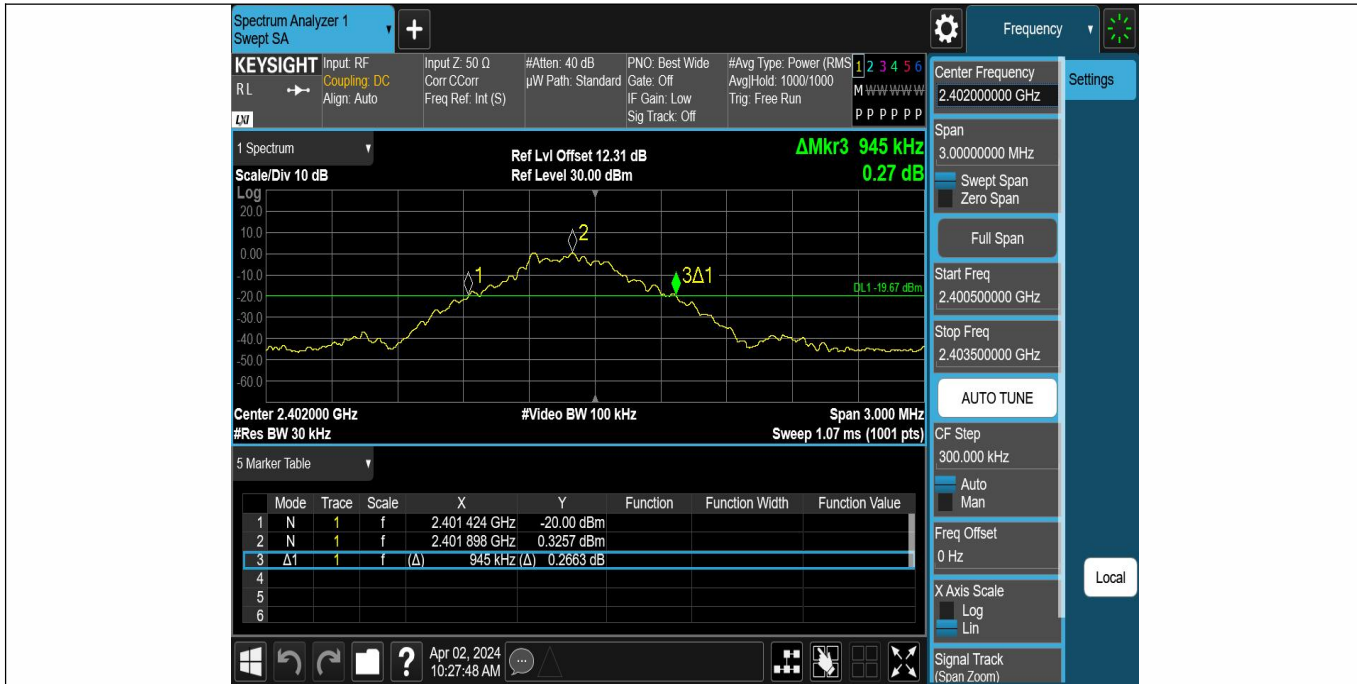 Spectrum Analyzer 1
Swept SA
+
Frequency
KEYSIGHT
R L
LXI
Input: RF
Coupling: DC
Align: Auto
Input Z: 50 Ω
Corr CCorr
Freq Ref: Int (S)
#Atten: 40 dB
µW Path: Standard
PNO: Best Wide
Gate: Off
IF Gain: Low
Sig Track: Off
#Avg Type: Power (RMS
Avg|Hold: 1000/1000
Trig: Free Run
1 2 3 4 5 6
M W W W W W
P P P P P P
1 Spectrum
Scale/Div 10 dB
Ref Lvl Offset 12.31 dB
Ref Level 30.00 dBm
ΔMkr3 945 kHz
0.27 dB
Log
20.0
10.0
0.00
-10.0
-20.0
-30.0
-40.0
-50.0
-60.0
1
2
3Δ1
DL1 -19.67 dBm
Center 2.402000 GHz
#Video BW 100 kHz
Span 3.000 MHz
#Res BW 30 kHz
Sweep 1.07 ms (1001 pts)
5 Marker Table
Mode Trace Scale X Y Function Function Width Function Value
1 N 1 f 2.401 424 GHz -20.00 dBm
2 N 1 f 2.401 898 GHz 0.3257 dBm
3 Δ1 1 f (Δ) 945 kHz (Δ) 0.2663 dB
4
5
6
?
Apr 02, 2024
10:27:48 AM
Center Frequency
2.402000000 GHz
Settings
Span
3.00000000 MHz
Swept Span
Zero Span
Full Span
Start Freq
2.400500000 GHz
Stop Freq
2.403500000 GHz
AUTO TUNE
CF Step
300.000 kHz
Auto
Man
Freq Offset
0 Hz
Local
X Axis Scale
Log
Lin
Signal Track
(Span Zoom)